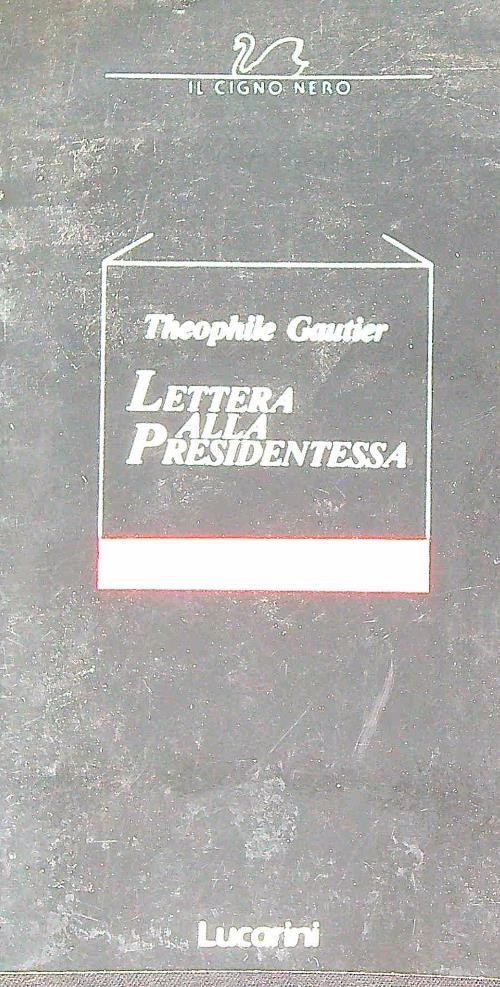 IL CIGNO NERO
Theophile Gautier
LETTERA
ALLA
PRESIDENTESSA
Lucarini